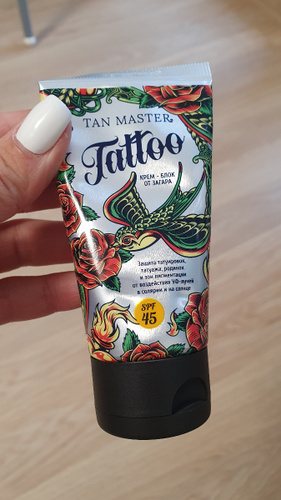 TAN MASTER
Tattoo
КРЕМ - БЛОК
ОТ ЗАГАРА
Защита татуировки,
татуажа, родинок
и зон пигментации
от воздействия УФ-лучей
в солярии и на солнце
SPF
45